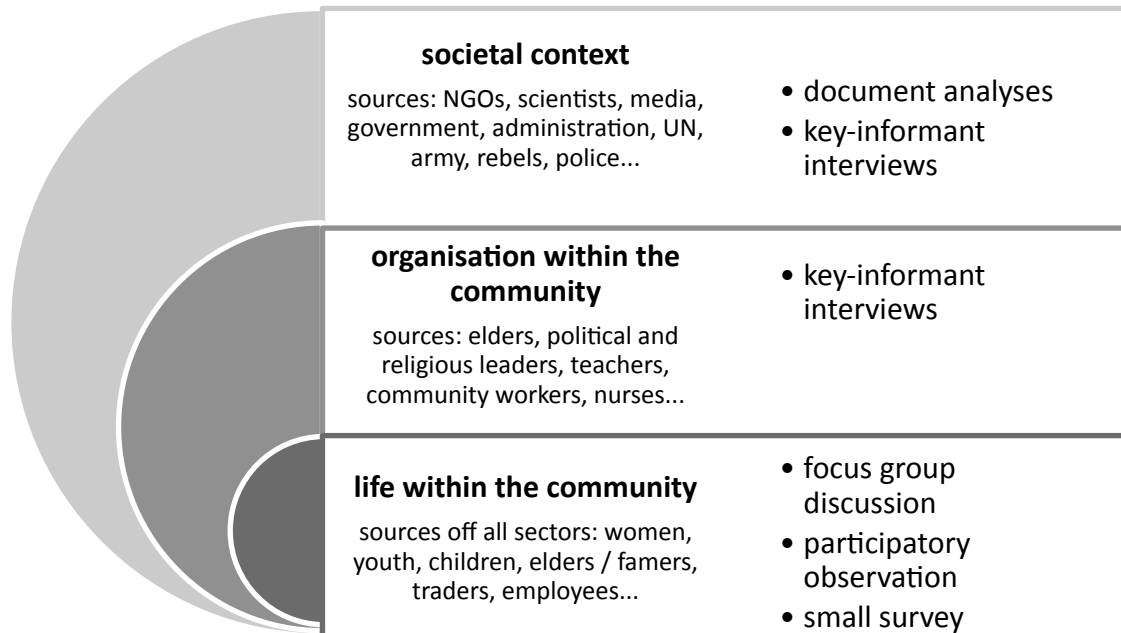 societal context
sources: NGOs, scientists, media,
government, administration, UN,
army, rebels, police...
• document analyses
• key-informant
interviews
organisation within the
community
sources: elders, political and
religious leaders, teachers,
community workers, nurses...
• key-informant
interviews
life within the community
sources off all sectors: women,
youth, children, elders / famers,
traders, employees...
• focus group
discussion
• participatory
observation
• small survey